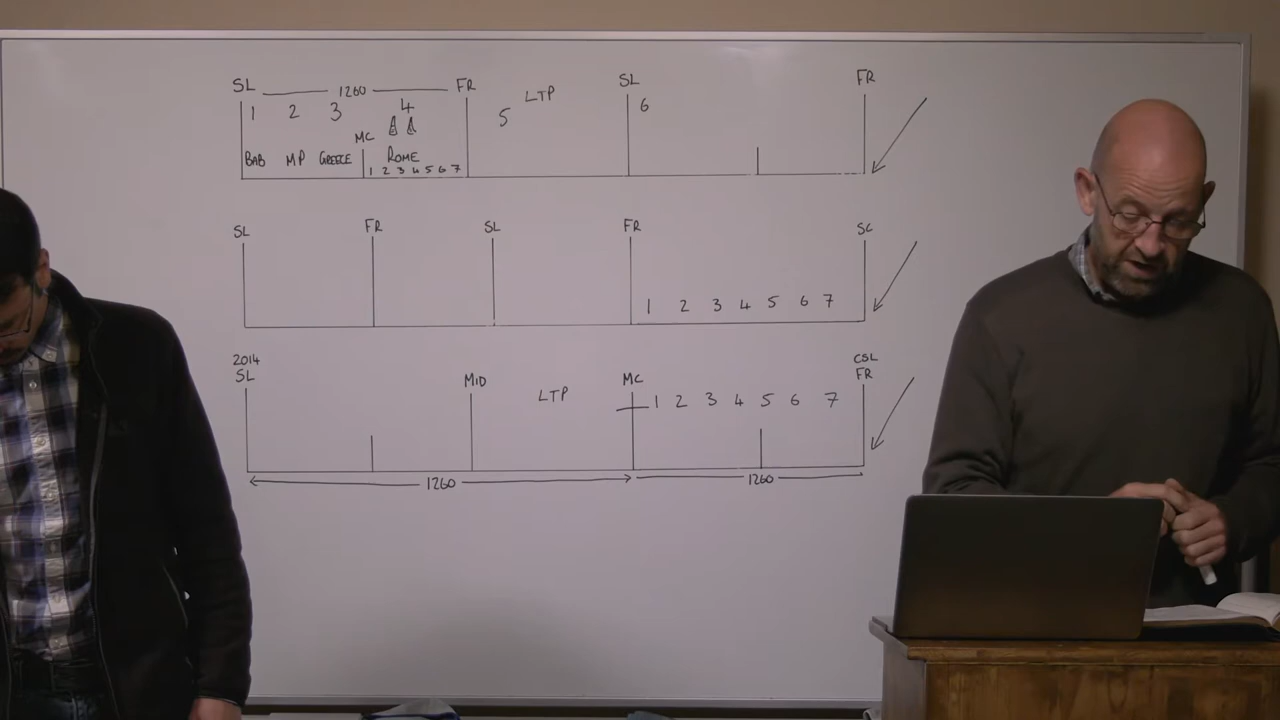 SL 1260 FR SL FR
1 2 3 4 5 LTP 6
MC
BAB MP GREECE ROME
1 2 3 4 5 6 7
SL FR SL FR SC
1 2 3 4 5 6 7
2014 CSL
SL MID LTP MC FR
1 2 3 4 5 6 7
1260 1260